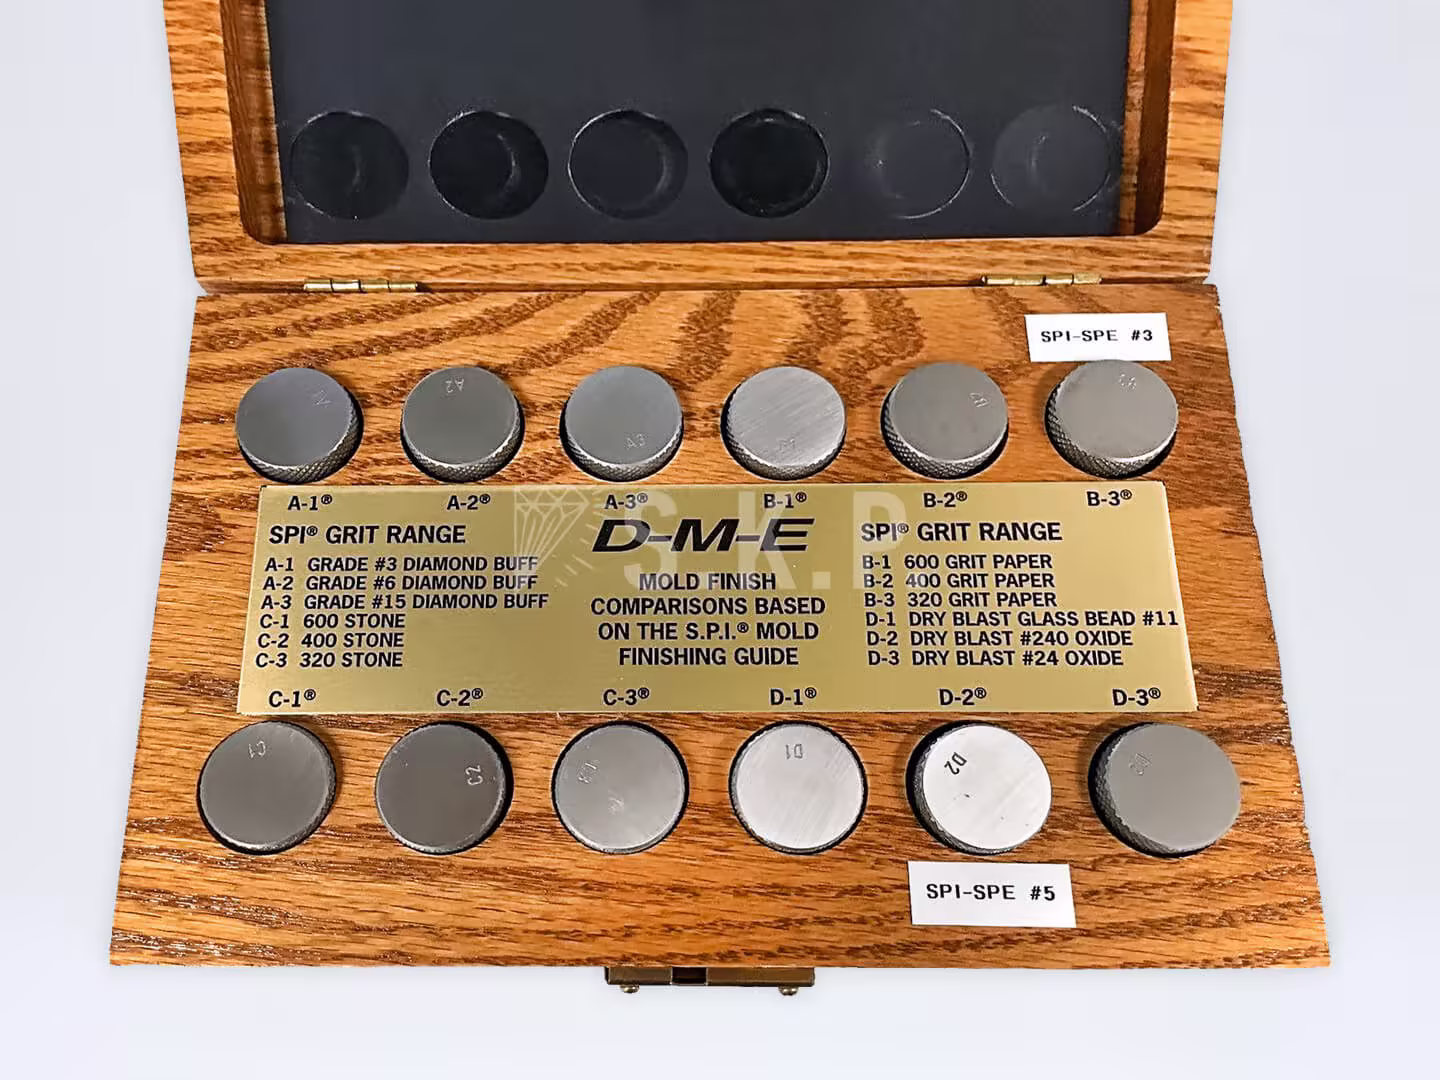 SPI-SPE #3
A2
B3
A-1® A-2® A-3® B-1® B-2® B-3®
SPI® GRIT RANGE
A-1 GRADE #3 DIAMOND BUFF
A-2 GRADE #6 DIAMOND BUFF
A-3 GRADE #15 DIAMOND BUFF
C-1 600 STONE
C-2 400 STONE
C-3 320 STONE
D-M-E
MOLD FINISH
COMPARISONS BASED
ON THE S.P.I.® MOLD
FINISHING GUIDE
S.K.P
SPI® GRIT RANGE
B-1 600 GRIT PAPER
B-2 400 GRIT PAPER
B-3 320 GRIT PAPER
D-1 DRY BLAST GLASS BEAD #11
D-2 DRY BLAST #240 OXIDE
D-3 DRY BLAST #24 OXIDE
C-1® C-2® C-3® D-1® D-2® D-3®
C1 C2 C3 D1 D2 D3
SPI-SPE #5